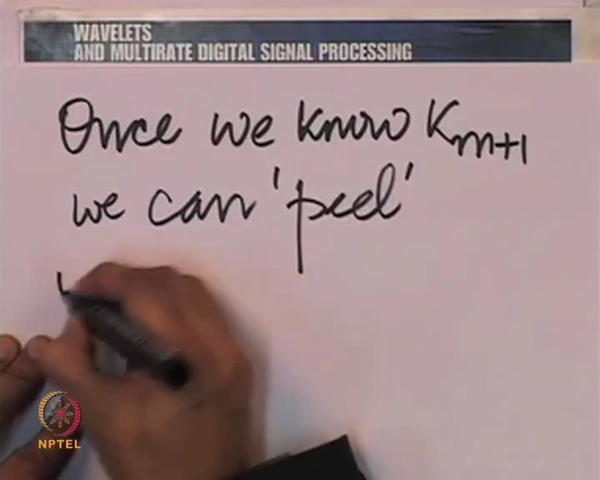 WAVELETS
AND MULTIRATE DIGITAL SIGNAL PROCESSING
Once we know Km+1
we can 'peel'
NPTEL